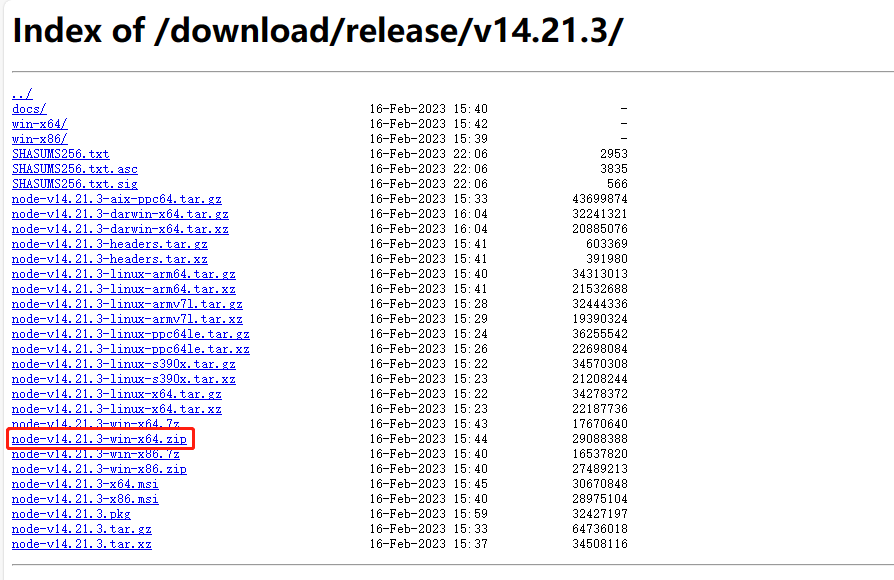 Index of /download/release/v14.21.3/
../
docs/ 16-Feb-2023 15:40 -
win-x64/ 16-Feb-2023 15:42 -
win-x86/ 16-Feb-2023 15:39 -
SHASUMS256.txt 16-Feb-2023 22:06 2953
SHASUMS256.txt.asc 16-Feb-2023 22:06 3835
SHASUMS256.txt.sig 16-Feb-2023 22:06 566
node-v14.21.3-aix-ppc64.tar.gz 16-Feb-2023 15:33 43699874
node-v14.21.3-darwin-x64.tar.gz 16-Feb-2023 16:04 32241321
node-v14.21.3-darwin-x64.tar.xz 16-Feb-2023 16:04 20885076
node-v14.21.3-headers.tar.gz 16-Feb-2023 15:41 603369
node-v14.21.3-headers.tar.xz 16-Feb-2023 15:41 391980
node-v14.21.3-linux-arm64.tar.gz 16-Feb-2023 15:40 34313013
node-v14.21.3-linux-arm64.tar.xz 16-Feb-2023 15:41 21532688
node-v14.21.3-linux-armv7l.tar.gz 16-Feb-2023 15:28 32444336
node-v14.21.3-linux-armv7l.tar.xz 16-Feb-2023 15:29 19390324
node-v14.21.3-linux-ppc64le.tar.gz 16-Feb-2023 15:24 36255542
node-v14.21.3-linux-ppc64le.tar.xz 16-Feb-2023 15:26 22698084
node-v14.21.3-linux-s390x.tar.gz 16-Feb-2023 15:22 34570308
node-v14.21.3-linux-s390x.tar.xz 16-Feb-2023 15:23 21208244
node-v14.21.3-linux-x64.tar.gz 16-Feb-2023 15:22 34278372
node-v14.21.3-linux-x64.tar.xz 16-Feb-2023 15:23 22187736
node-v14.21.3-win-x64.7z 16-Feb-2023 15:43 17670640
node-v14.21.3-win-x64.zip 16-Feb-2023 15:44 29088388
node-v14.21.3-win-x86.7z 16-Feb-2023 15:40 16537820
node-v14.21.3-win-x86.zip 16-Feb-2023 15:40 27489213
node-v14.21.3-x64.msi 16-Feb-2023 15:45 30670848
node-v14.21.3-x86.msi 16-Feb-2023 15:40 28975104
node-v14.21.3.pkg 16-Feb-2023 15:59 32427197
node-v14.21.3.tar.gz 16-Feb-2023 15:33 64736018
node-v14.21.3.tar.xz 16-Feb-2023 15:37 34508116